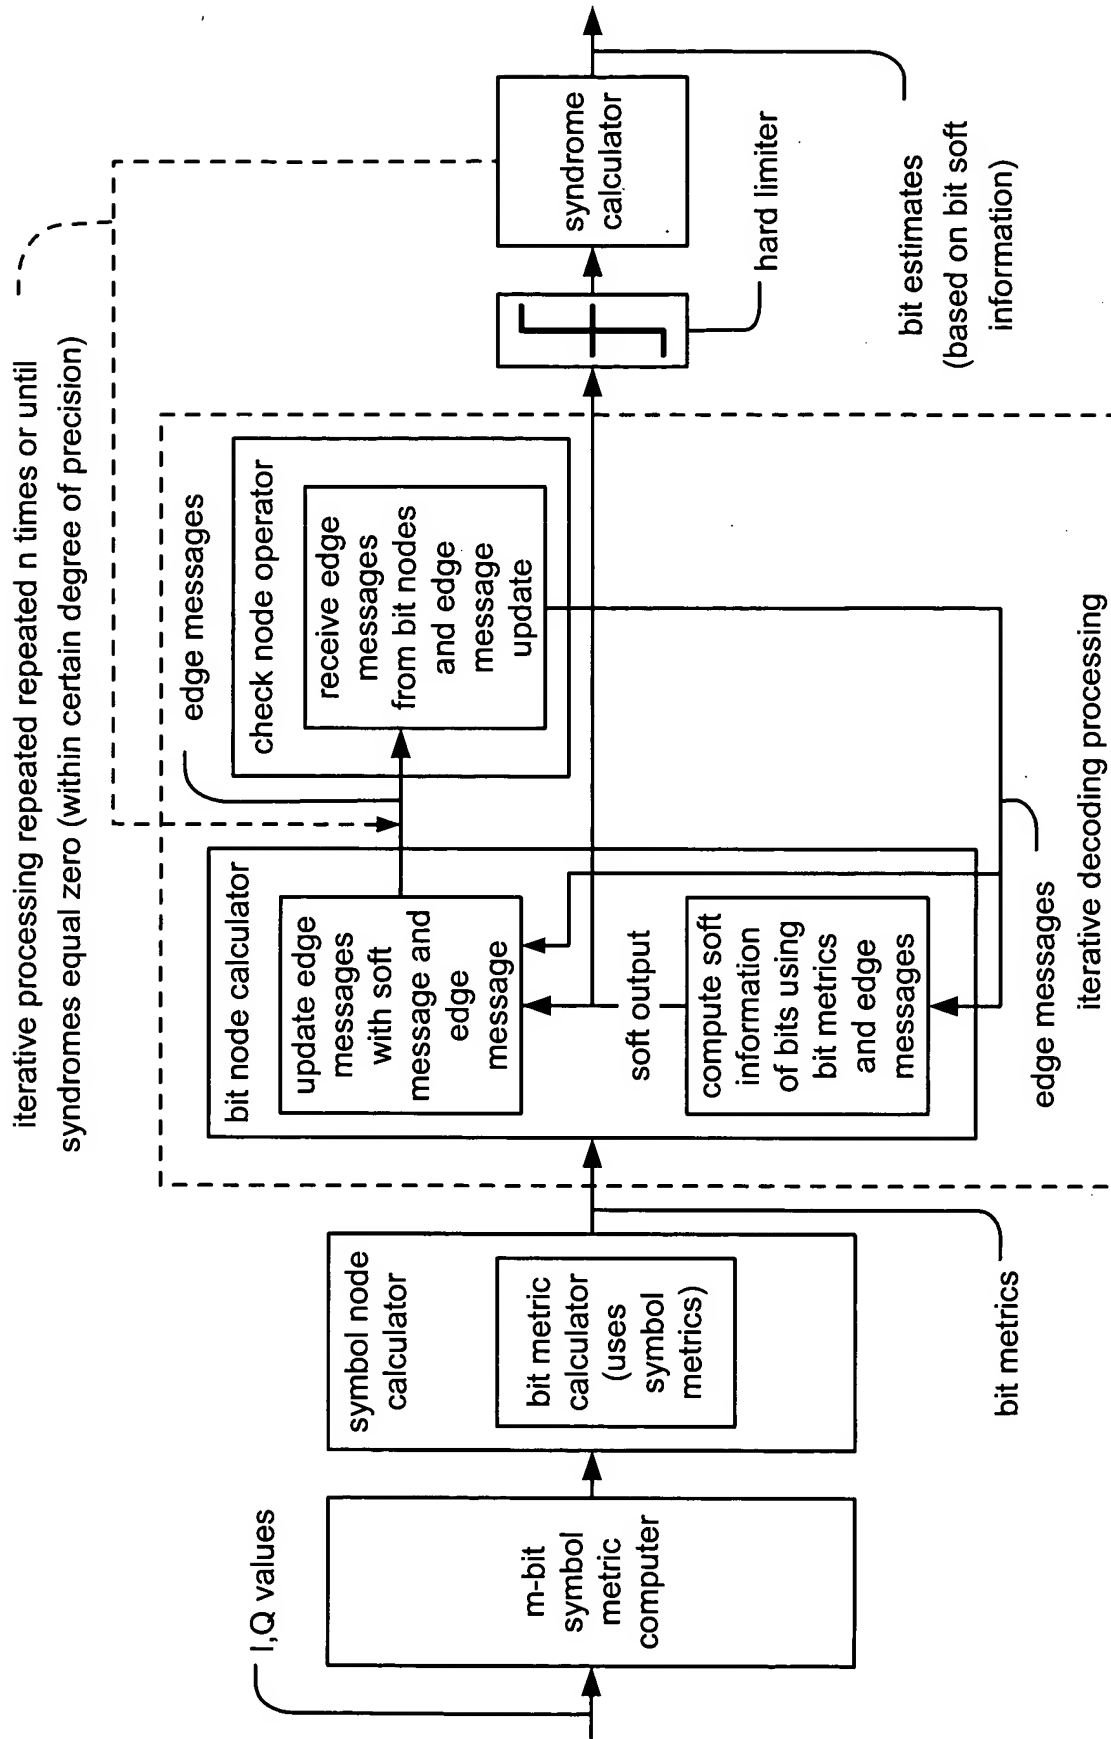 iterative processing repeated repeated n times or until
syndromes equal zero (within certain degree of precision)
I,Q values
m-bit
symbol
metric
computer
symbol node
calculator
bit metric
calculator
(uses
symbol
metrics)
bit metrics
bit node calculator
update edge
messages
with soft
message and
edge
message
soft output
compute soft
information
of bits using
bit metrics
and edge
messages
edge messages
check node operator
receive edge
messages
from bit nodes
and edge
message
update
edge messages
iterative decoding processing
hard limiter
syndrome
calculator
bit estimates
(based on bit soft
information)